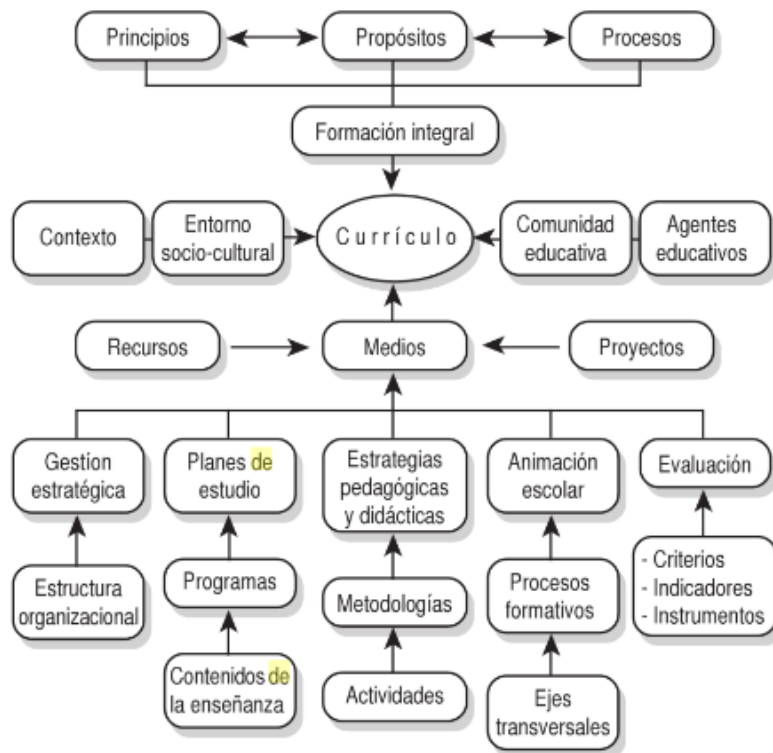 Principios
Propósitos
Procesos
Formación integral
Contexto
Entorno
socio-cultural
Currículo
Comunidad
educativa
Agentes
educativos
Recursos
Medios
Proyectos
Gestíon
estratégica
Planes de
estudio
Estrategias
pedagógicas
y didácticas
Animación
escolar
Evaluación
Estructura
organizacional
Programas
Metodologías
Procesos
formativos
- Criterios
- Indicadores
- Instrumentos
Contenidos de
la enseñanza
Actividades
Ejes
transversales